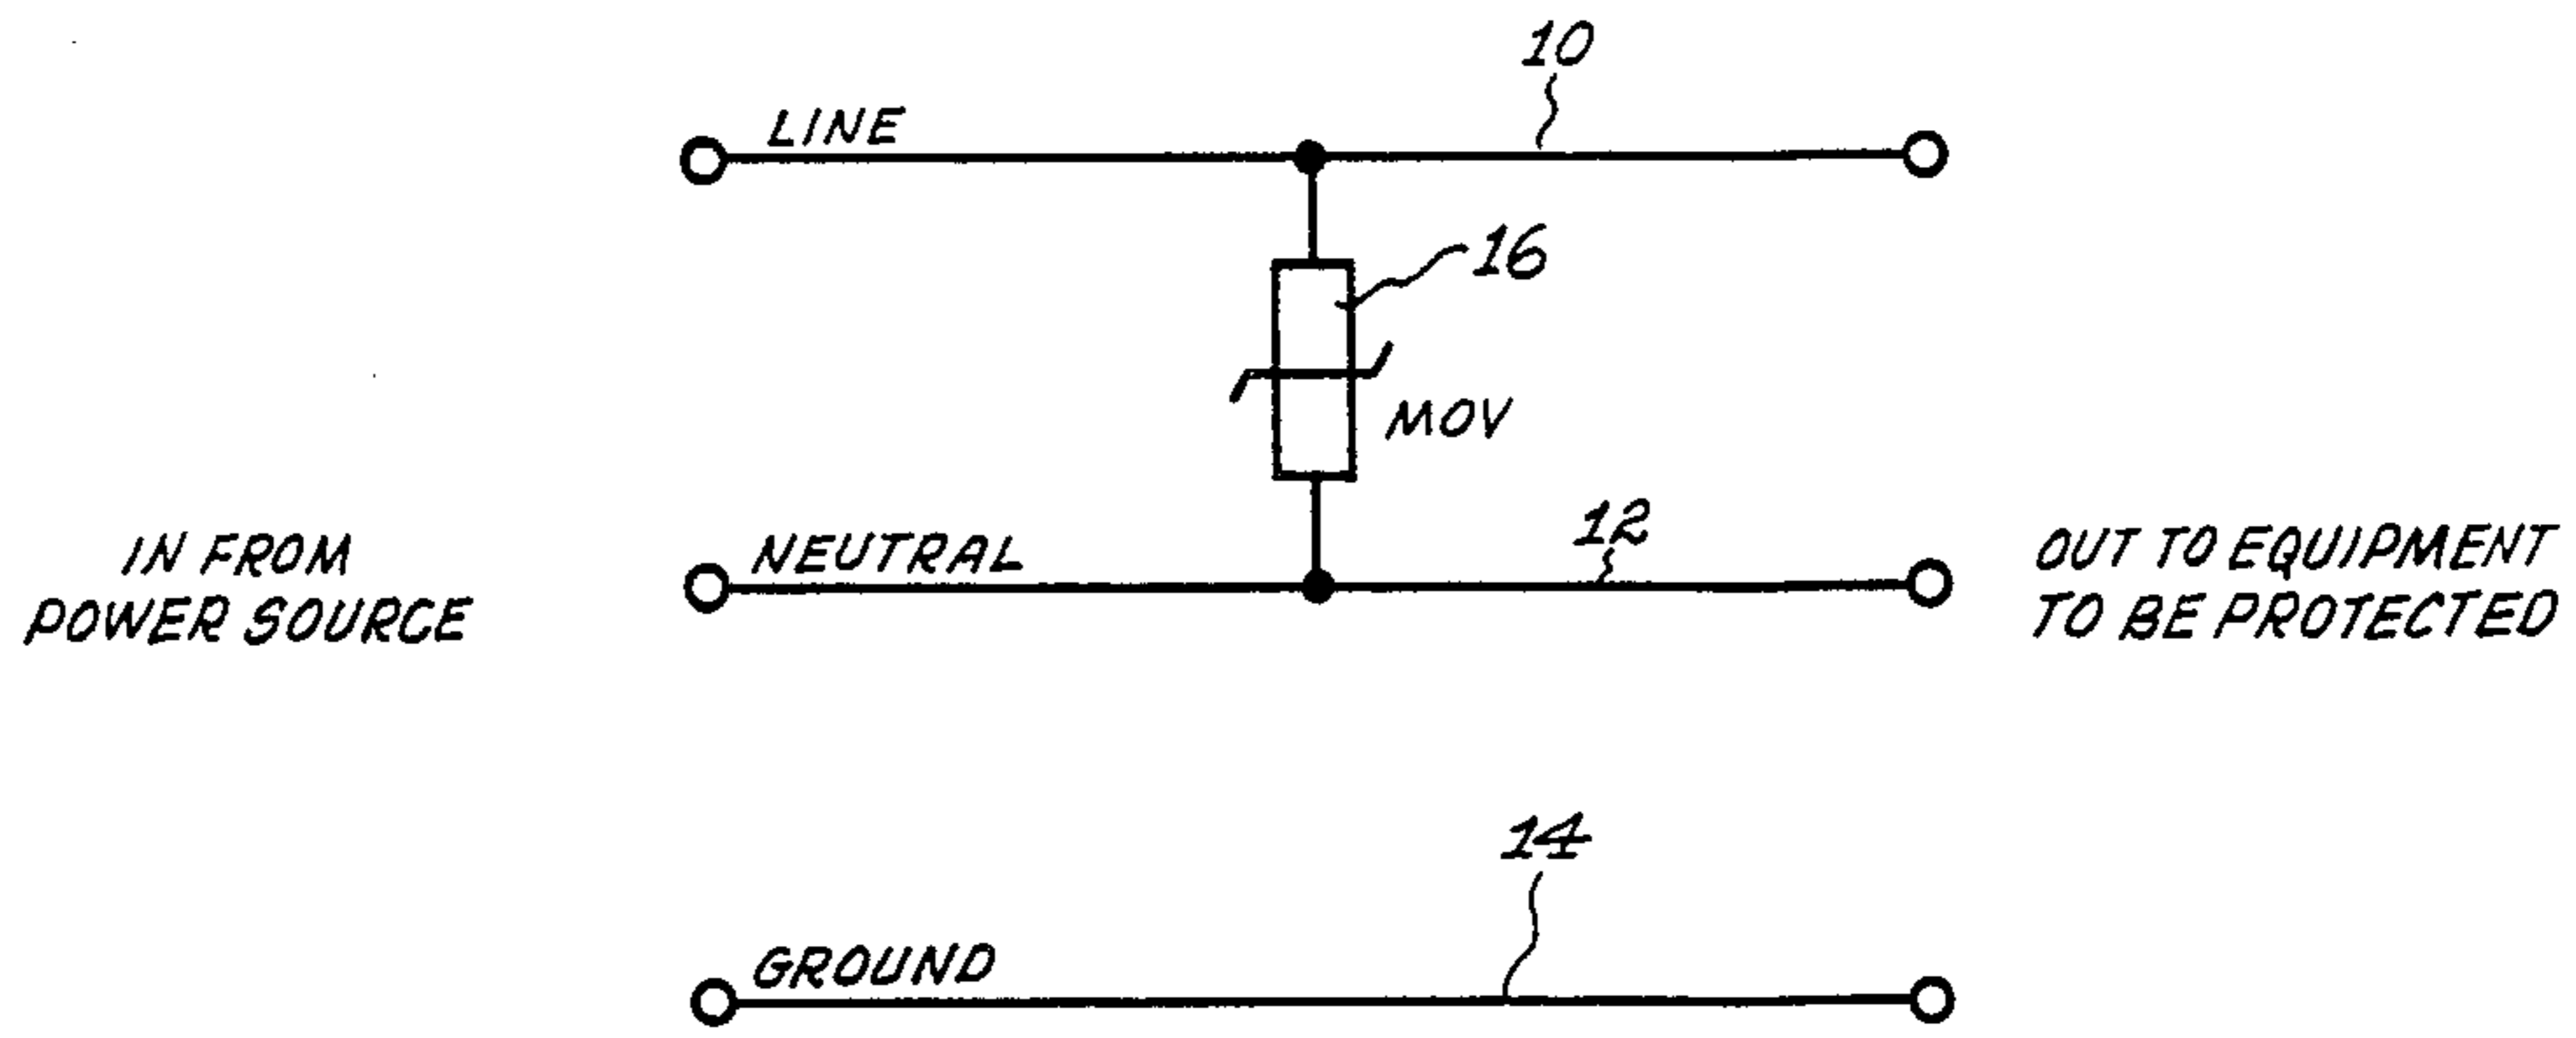 10
LINE
16
MOV
12
NEUTRAL
IN FROM
POWER SOURCE
OUT TO EQUIPMENT
TO BE PROTECTED
14
GROUND